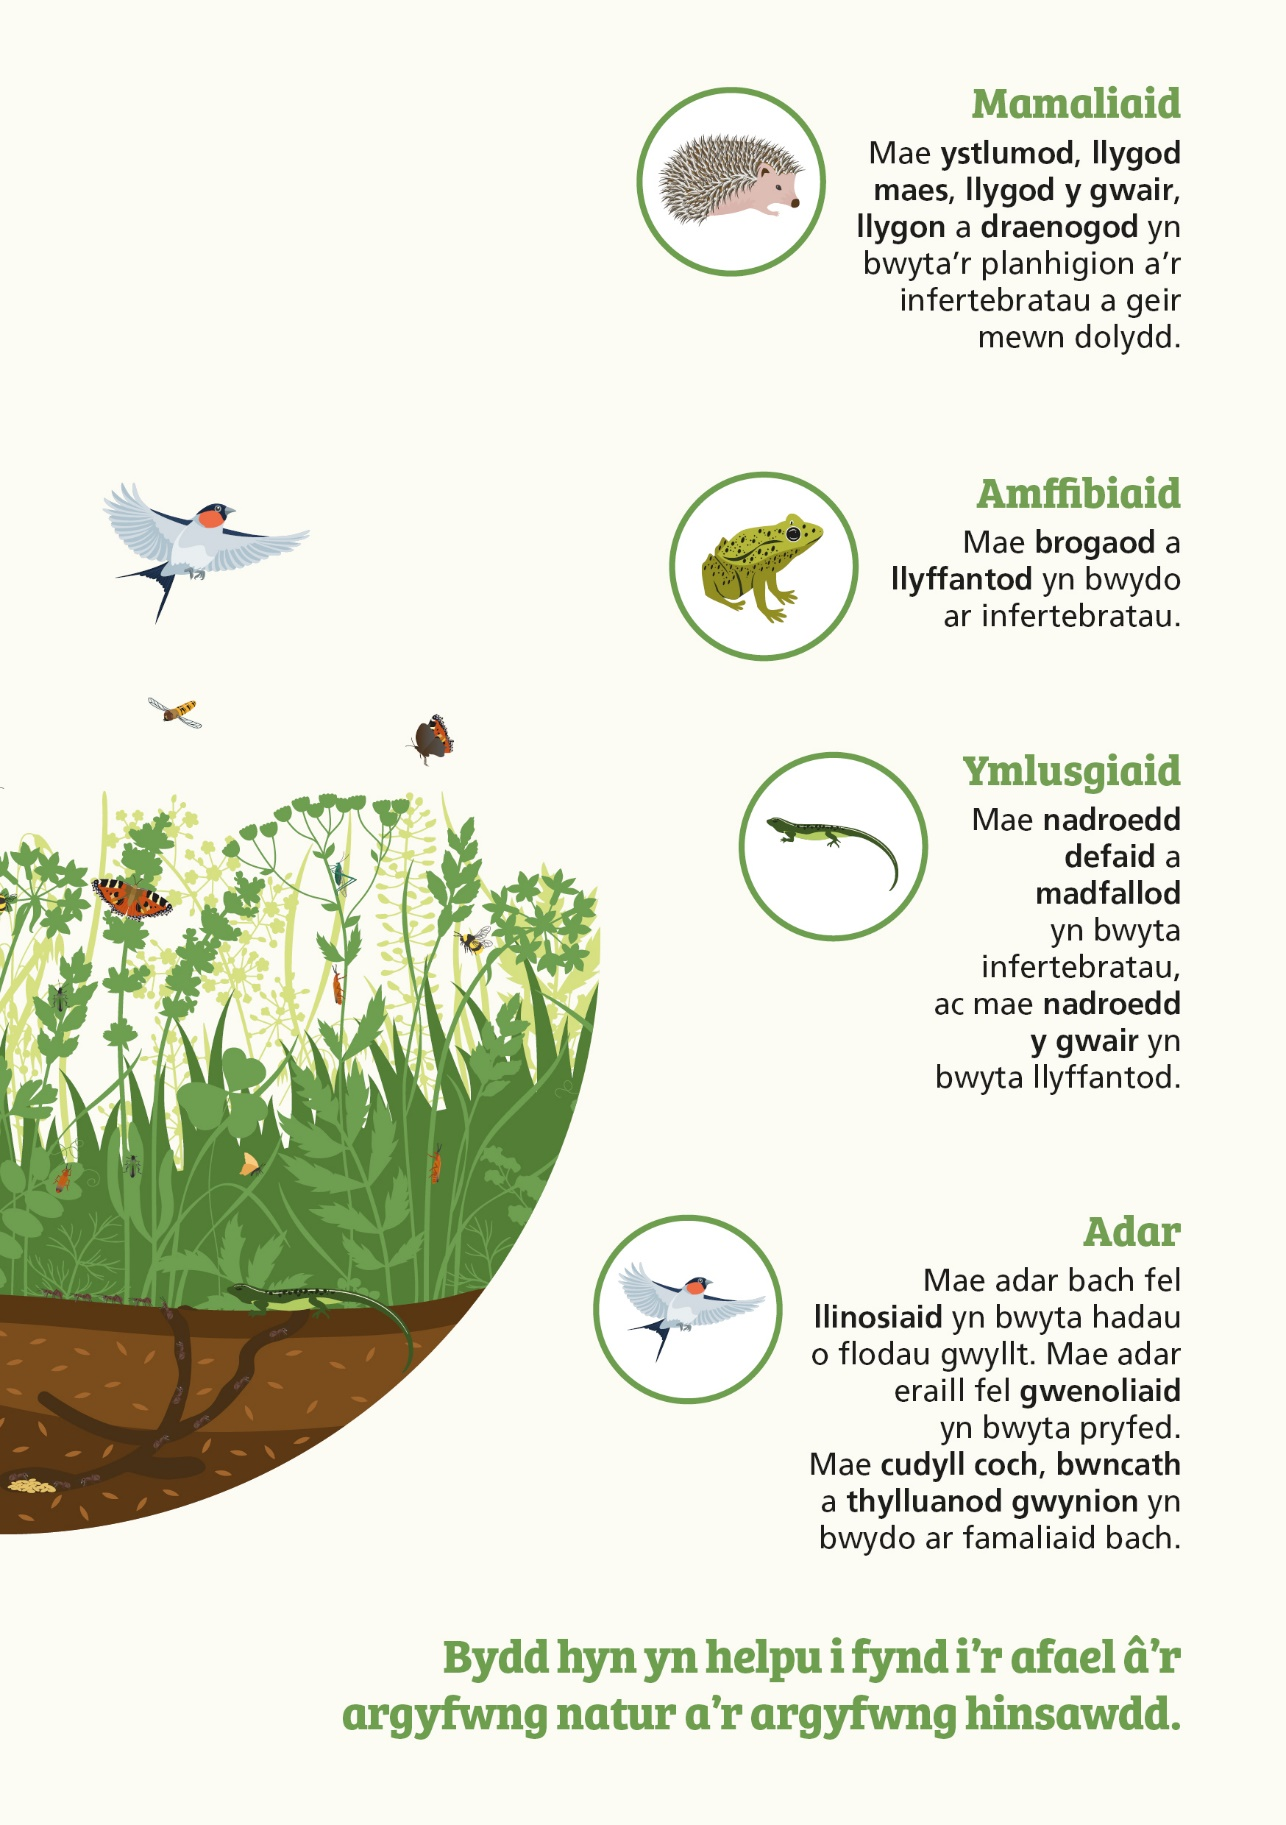 Mamaliaid
Mae ystlumod, llygod
maes, llygod y gwair,
llygon a draenogod yn
bwyta’r planhigion a’r
infertebratau a geir
mewn dolydd.
Amffibiaid
Mae brogaod a
llyffantod yn bwydo
ar infertebratau.
Ymlusgiaid
Mae nadroedd
defaid a
madfallod
yn bwyta
infertebratau,
ac mae nadroedd
y gwair yn
bwyta llyffantod.
Adar
Mae adar bach fel
llinosiaid yn bwyta hadau
o flodau gwyllt. Mae adar
eraill fel gwenoliaid
yn bwyta pryfed.
Mae cudyll coch, bwncath
a thylluanod gwynion yn
bwydo ar famaliaid bach.
Bydd hyn yn helpu i fynd i’r afael â’r
argyfwng natur a’r argyfwng hinsawdd.